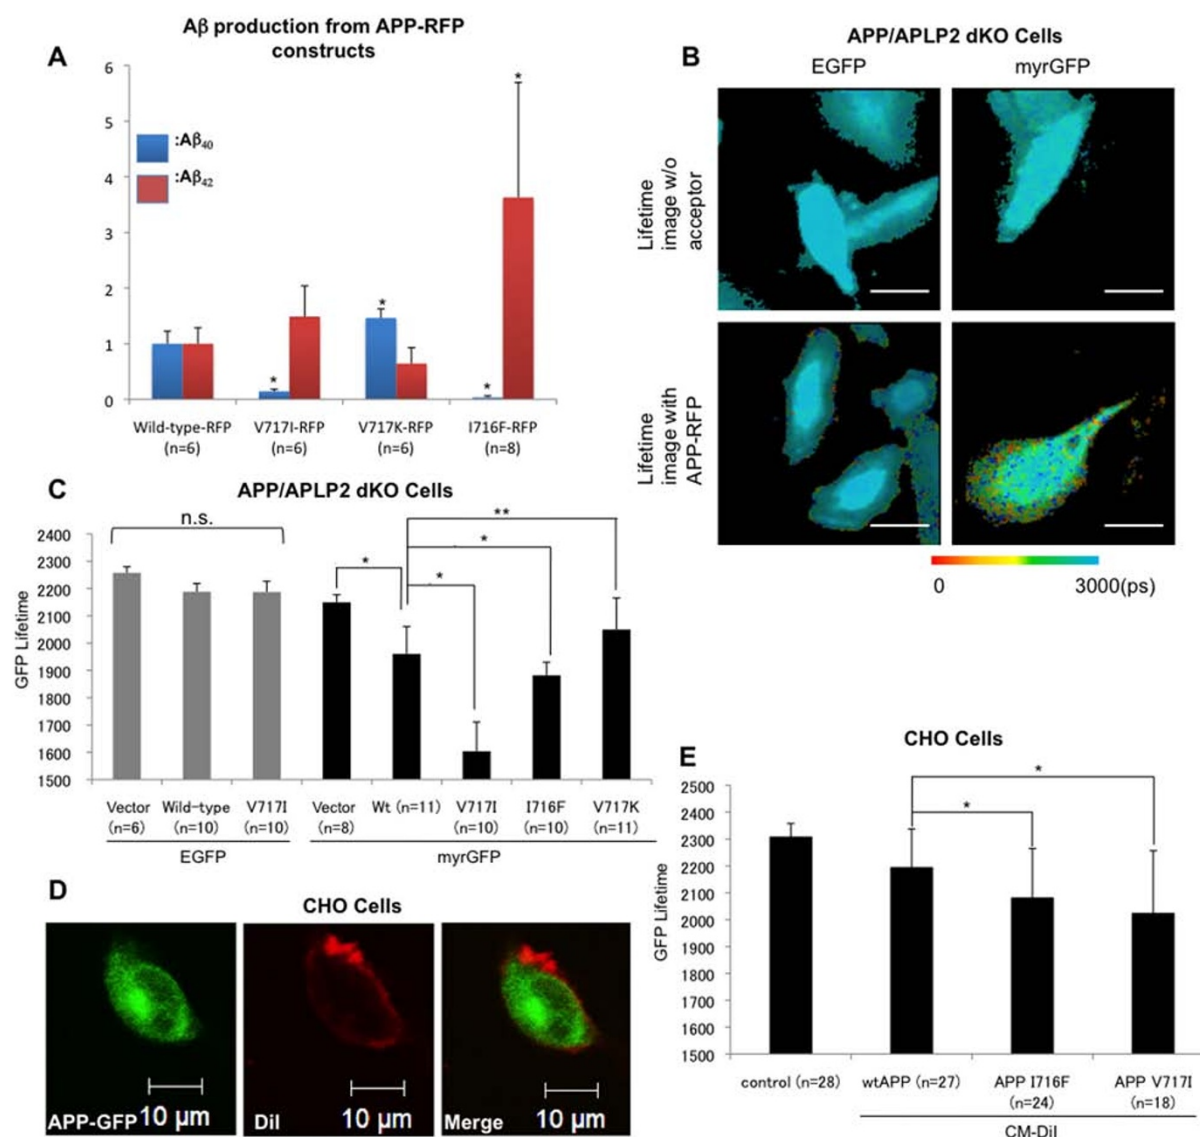 Aβ production from APP-RFP
constructs
A
6
5
4
3
2
1
0
:Aβ40
:Aβ42
*
*
*
*
Wild-type-RFP V717I-RFP V717K-RFP I716F-RFP
(n=6) (n=6) (n=6) (n=8)
B
APP/APLP2 dKO Cells
EGFP myrGFP
Lifetime
image w/o
acceptor
Lifetime
image with
APP-RFP
0 3000(ps)
C
APP/APLP2 dKO Cells
n.s.
**
*
*
*
GFP Lifetime
2400
2300
2200
2100
2000
1900
1800
1700
1600
1500
Vector Wild-type V717I Vector Wt (n=11) V717I I716F V717K
(n=6) (n=10) (n=10) (n=8) (n=10) (n=10) (n=11)
EGFP myrGFP
D
CHO Cells
APP-GFP 10 µm
DiI 10 µm
Merge 10 µm
E
CHO Cells
*
*
GFP Lifetime
2500
2400
2300
2200
2100
2000
1900
1800
1700
1600
1500
control (n=28) wtAPP (n=27) APP I716F APP V717I
(n=24) (n=18)
CM-DiI